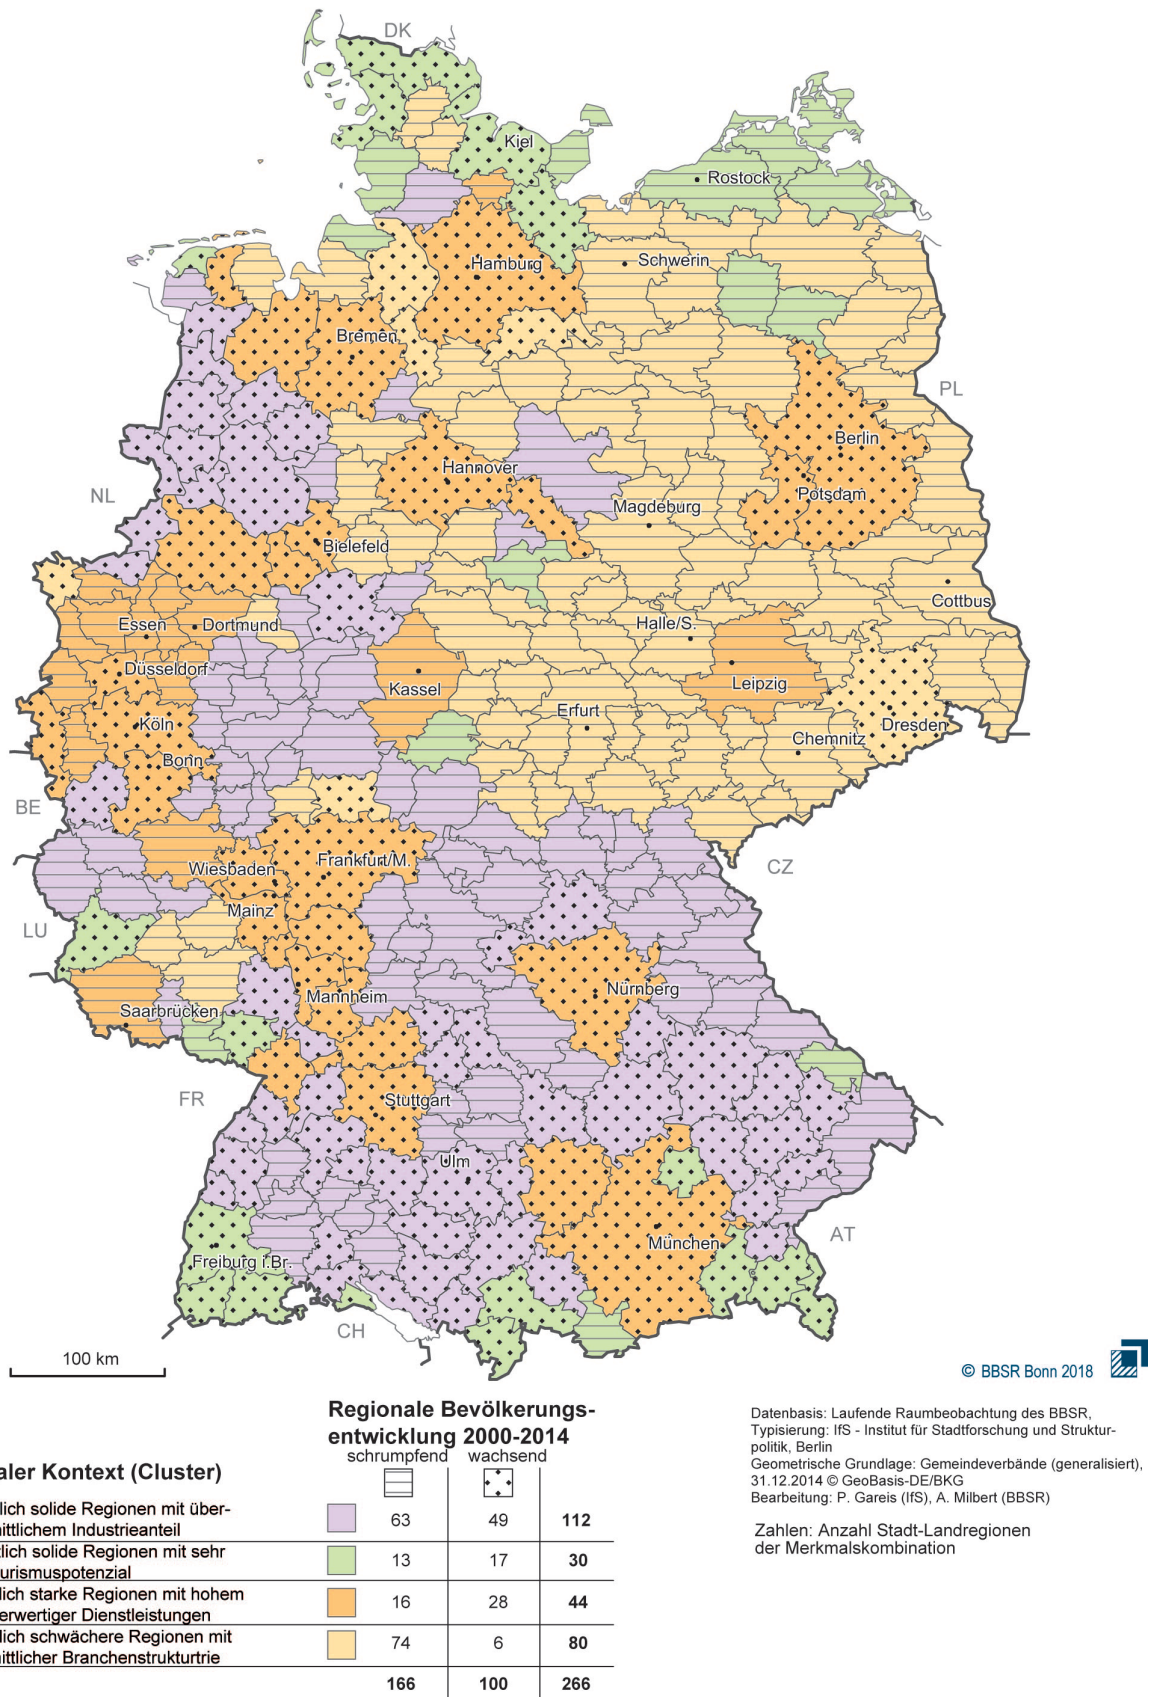 DK
Kiel
Rostock
Hamburg
Schwerin
PL
Bremen
Berlin
Hannover
NL
Potsdam
Magdeburg
Bielefeld
Cottbus
Essen
Dortmund
Halle/S.
Düsseldorf
Leipzig
Kassel
Erfurt
Köln
Dresden
Chemnitz
Bonn
BE
Frankfurt/M.
CZ
Wiesbaden
Mainz
LU
Nürnberg
Mannheim
Saarbrücken
FR
Stuttgart
Ulm
AT
München
Freiburg i.Br.
CH
100 km
© BBSR Bonn 2018
Regionale Bevölkerungs-
entwicklung 2000-2014
schrumpfend wachsend
aler Kontext (Cluster)
lich solide Regionen mit über-
ittlichem Industrieanteil
63 49 112
tlich solide Regionen mit sehr
urismuspotenzial
13 17 30
lich starke Regionen mit hohem
erwertiger Dienstleistungen
16 28 44
lich schwächere Regionen mit
ittlicher Branchenstrukturtrie
74 6 80
166 100 266
Datenbasis: Laufende Raumbeobachtung des BBSR,
Typisierung: IfS - Institut für Stadtforschung und Struktur-
politik, Berlin
Geometrische Grundlage: Gemeindeverbände (generalisiert),
31.12.2014 © GeoBasis-DE/BKG
Bearbeitung: P. Gareis (IfS), A. Milbert (BBSR)
Zahlen: Anzahl Stadt-Landregionen
der Merkmalskombination